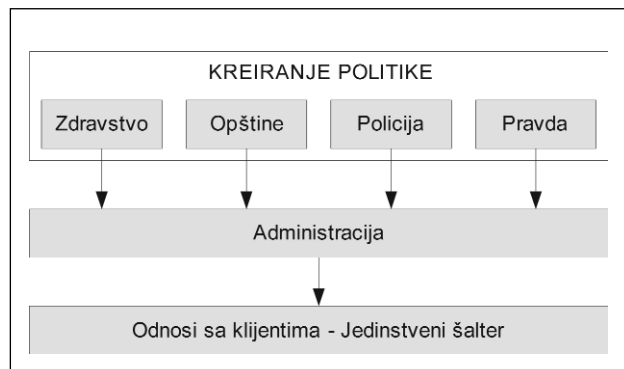 KREIRANJE POLITIKE
Zdravstvo
Opštine
Policija
Pravda
Administracija
Odnosi sa klijentima - Jedinstveni šalter